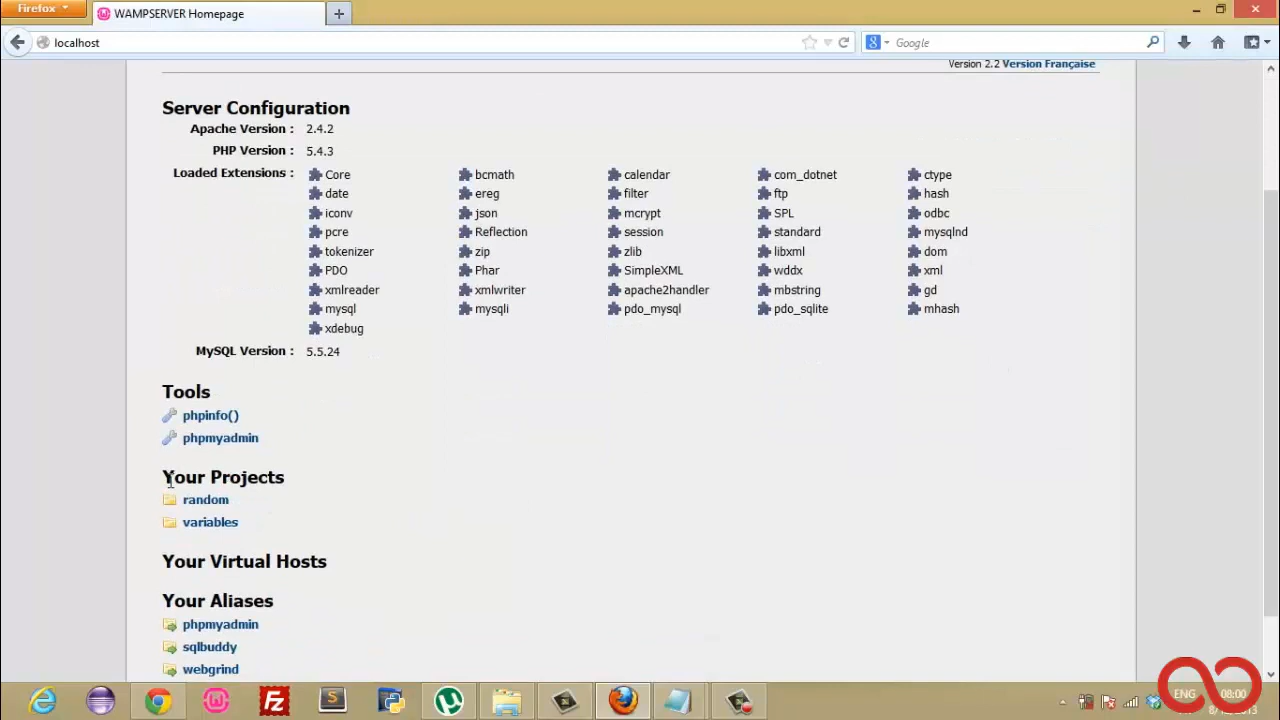 Firefox
WAMPSERVER Homepage
localhost
Google
Version 2.2 Version Française
Server Configuration
Apache Version : 2.4.2
PHP Version : 5.4.3
Loaded Extensions : Core bcmath calendar com_dotnet ctype
date ereg filter ftp hash
iconv json mcrypt SPL odbc
pcre Reflection session standard mysqlnd
tokenizer zip zlib libxml dom
PDO Phar SimpleXML wddx xml
xmlreader xmlwriter apache2handler mbstring gd
mysql mysqli pdo_mysql pdo_sqlite mhash
xdebug
MySQL Version : 5.5.24
Tools
phpinfo()
phpmyadmin
Your Projects
random
variables
Your Virtual Hosts
Your Aliases
phpmyadmin
sqlbuddy
webgrind
ENG 08:00